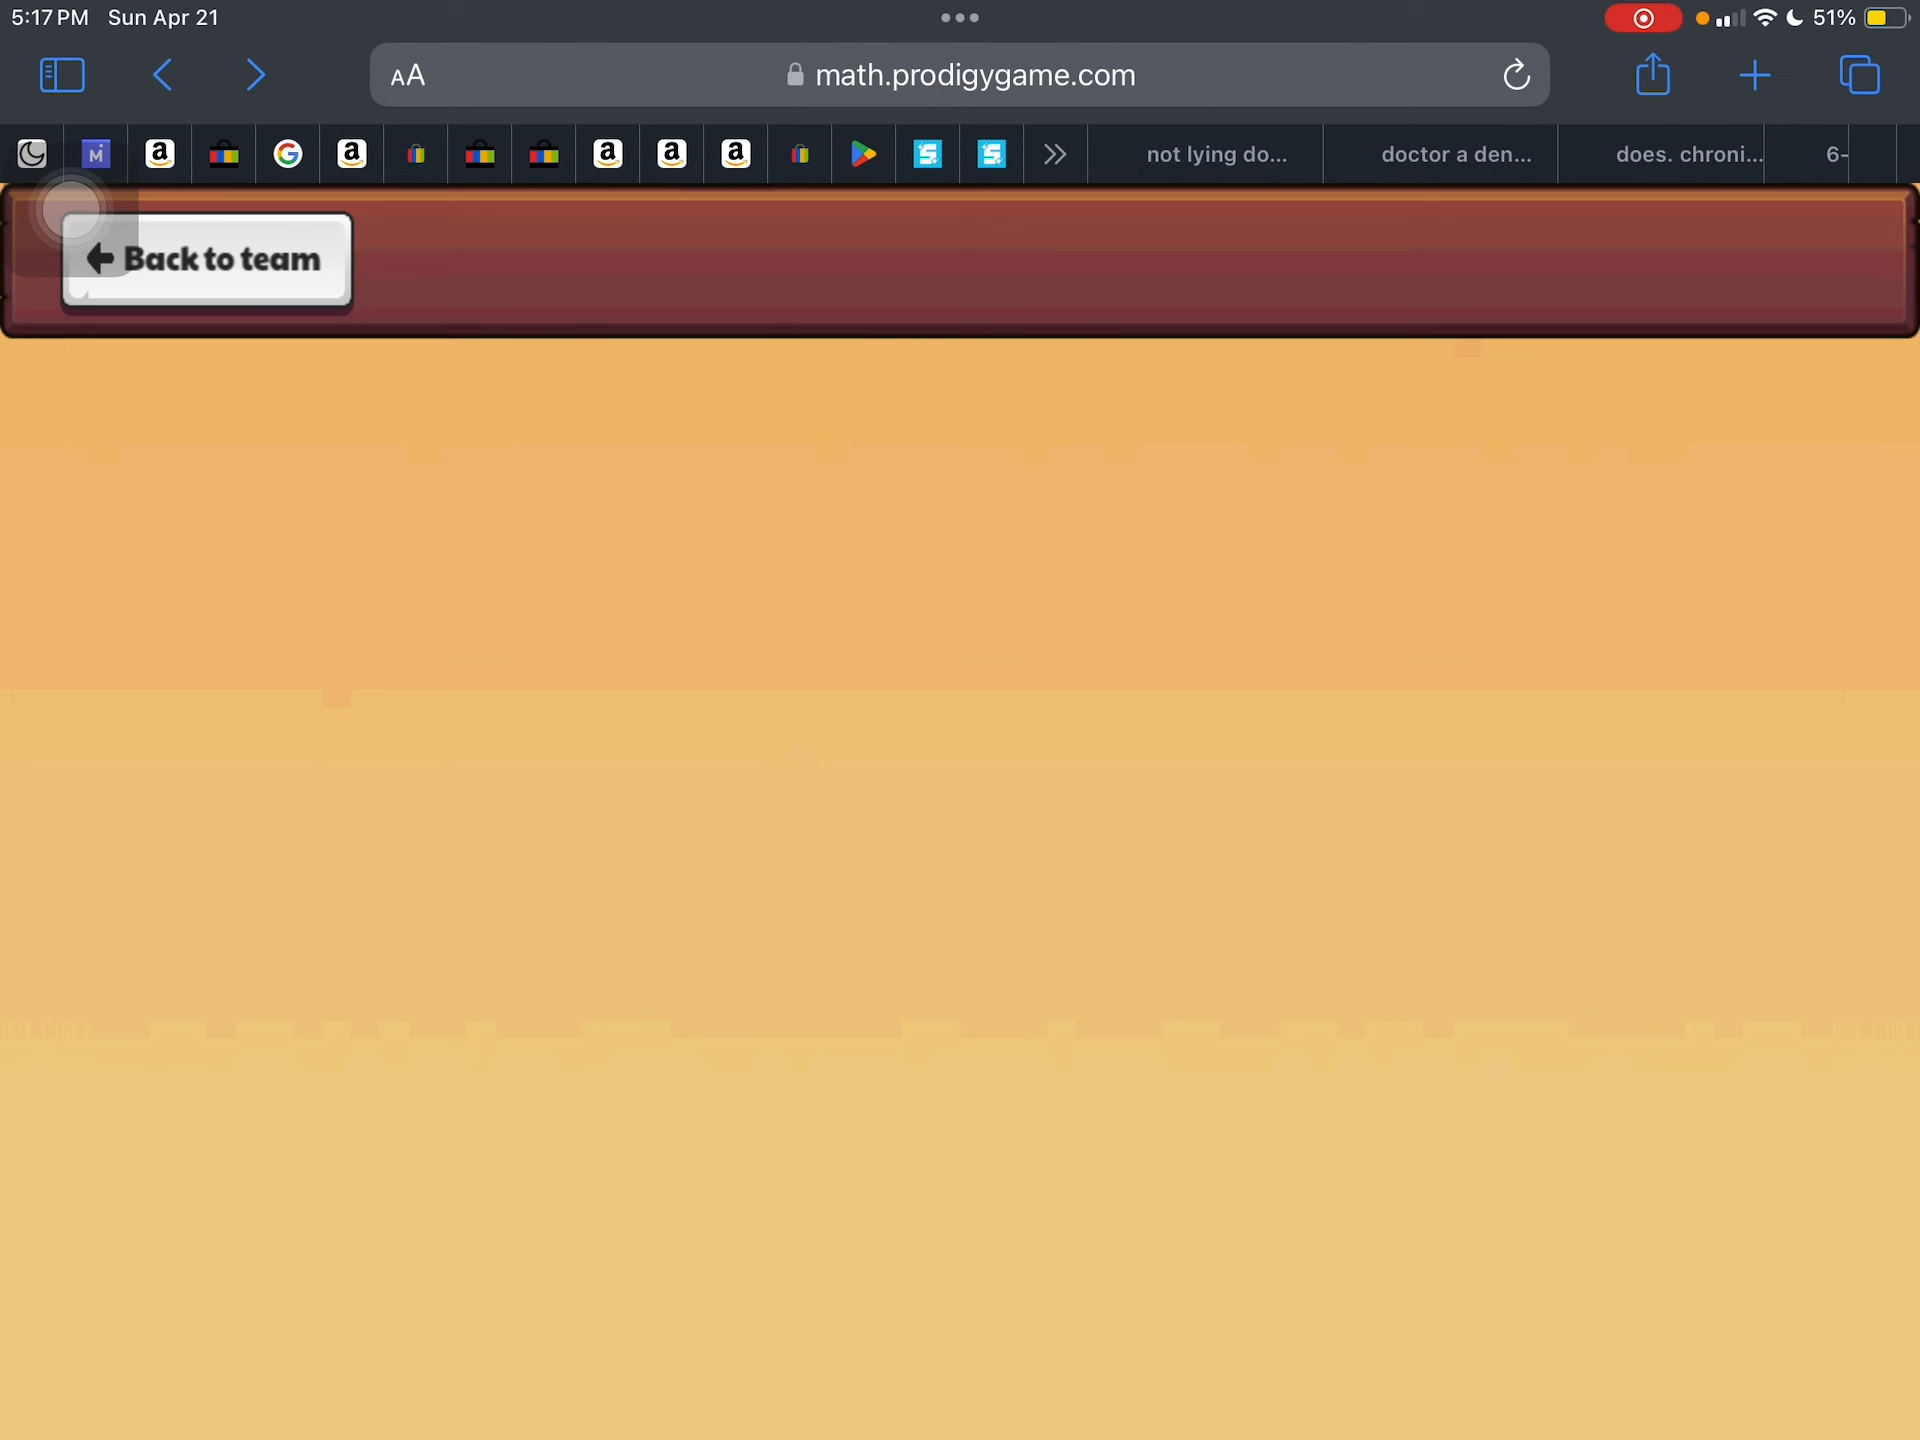 5:17 PM Sun Apr 21
51%
AA
math.prodigygame.com
not lying do...
doctor a den...
does. chroni...
6-
Back to team